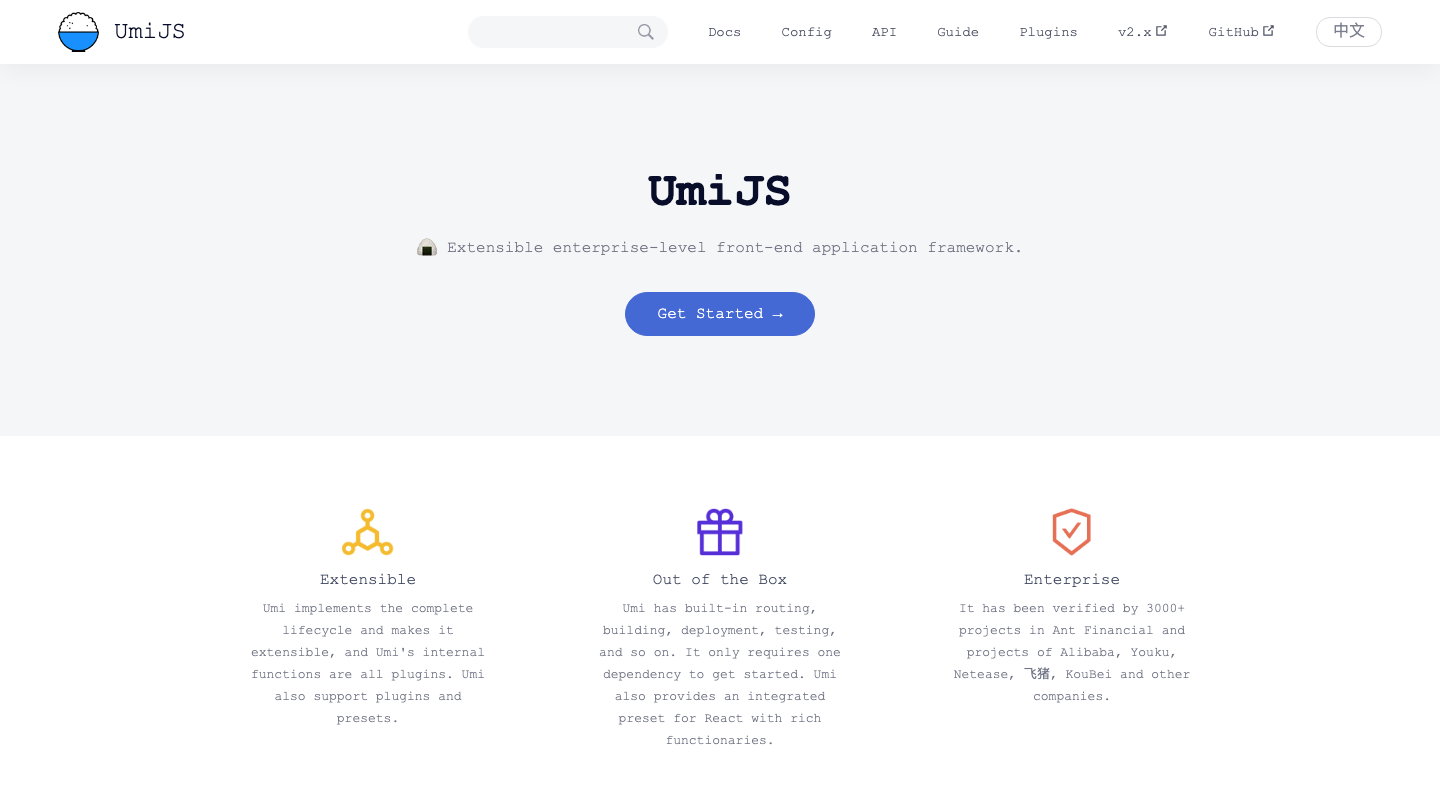 UmiJS
Docs
Config
API
Guide
Plugins
v2.x
GitHub
中文
UmiJS
🍙 Extensible enterprise-level front-end application framework.
Get Started →
Extensible
Umi implements the complete
lifecycle and makes it
extensible, and Umi's internal
functions are all plugins. Umi
also support plugins and
presets.
Out of the Box
Umi has built-in routing,
building, deployment, testing,
and so on. It only requires one
dependency to get started. Umi
also provides an integrated
preset for React with rich
functionaries.
Enterprise
It has been verified by 3000+
projects in Ant Financial and
projects of Alibaba, Youku,
Netease, 飞猪, KouBei and other
companies.